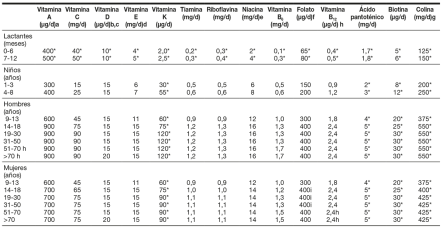 Vitamina A (µg/d)a Vitamina C (mg/d) Vitamina D (µg/d)b,c Vitamina E (mg/d)d Vitamina K (µg/d) Tiamina (mg/d) Riboflavina (mg/d) Niacina (mg/d)e Vitamina B6 (mg/d) Folato (µg/d)f Vitamina B12 (µg/d) h Ácido pantoténico (mg/d) Biotina (µg/d) Colina (mg/d)g
Lactantes
(meses)
0-6 400* 40* 10* 4* 2,0* 0,2* 0,3* 2* 0,1* 65* 0,4* 1,7* 5* 125*
7-12 500* 50* 10* 5* 2,5* 0,3* 0,4* 4* 0,3* 80* 0,5* 1,8* 6* 150*
Niños
(años)
1-3 300 15 15 6 30* 0,5 0,5 6 0,5 150 0,9 2* 8* 200*
4-8 400 25 15 7 55* 0,6 0,6 8 0,6 200 1,2 3* 12* 250*
Hombres
(años)
9-13 600 45 15 11 60* 0,9 0,9 12 1,0 300 1,8 4* 20* 375*
14-18 900 75 15 15 75* 1,2 1,3 16 1,3 400 2,4 5* 25* 550*
19-30 900 90 15 15 120* 1,2 1,3 16 1,3 400 2,4 5* 30* 550*
31-50 900 90 15 15 120* 1,2 1,3 16 1,3 400 2,4 5* 30* 550*
51-70 h 900 90 15 15 120* 1,2 1,3 16 1,7 400 2,4 5* 30* 550*
>70 h 900 90 20 15 120* 1,2 1,3 16 1,7 400 2,4 5* 30* 550*
Mujeres
(años)
9-13 600 45 15 11 60* 0,9 0,9 12 1,0 300 1,8 4* 20* 375*
14-18 700 65 15 15 75* 1,0 1,0 14 1,2 400i 2,4 5* 25* 400*
19-30 700 75 15 15 90* 1,1 1,1 14 1,3 400i 2,4 5* 30* 425*
31-50 700 75 15 15 90* 1,1 1,1 14 1,3 400i 2,4 5* 30* 425*
51-70 700 75 15 15 90* 1,1 1,1 14 1,5 400 2,4h 5* 30* 425*
>70 700 75 20 15 90* 1,1 1,1 14 1,5 400 2,4h 5* 30* 425*